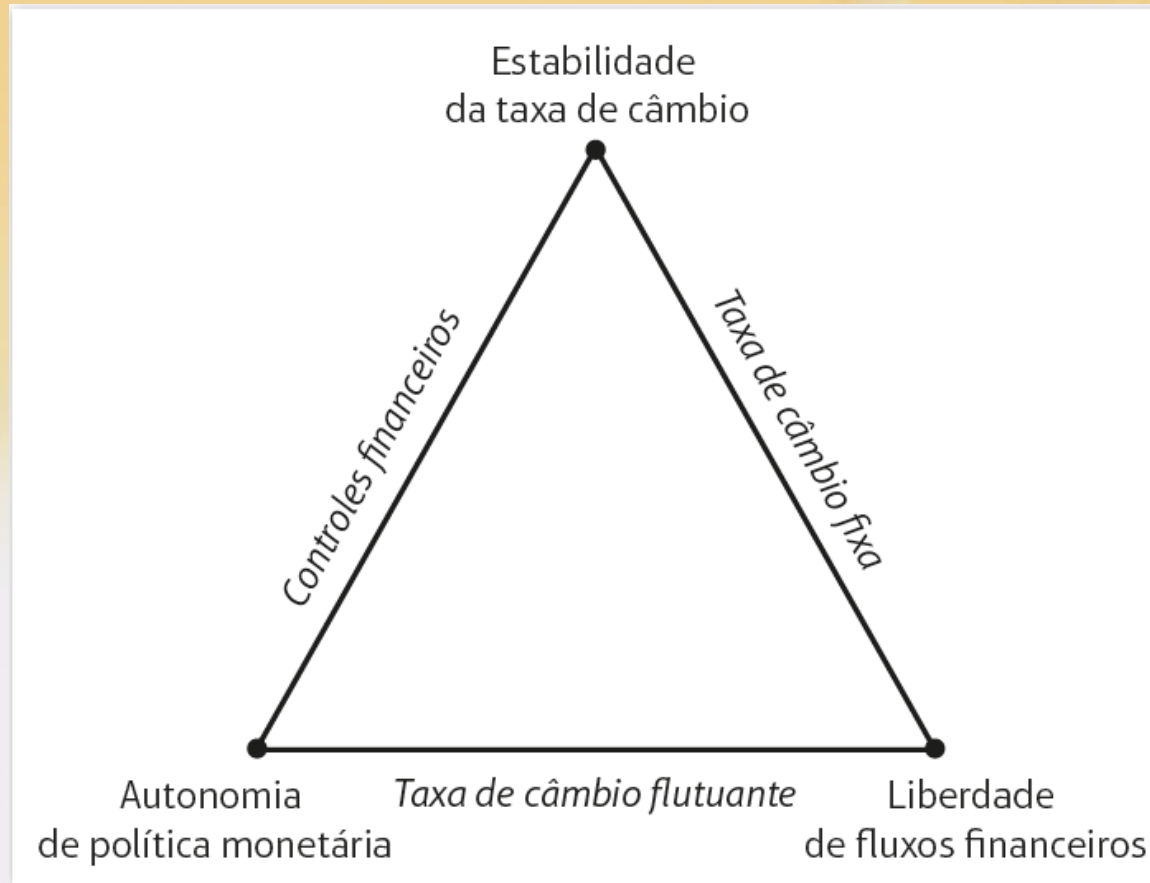 Estabilidade
da taxa de câmbio
Controles financeiros
Taxa de câmbio fixa
Autonomia
de política monetária
Taxa de câmbio flutuante
Liberdade
de fluxos financeiros